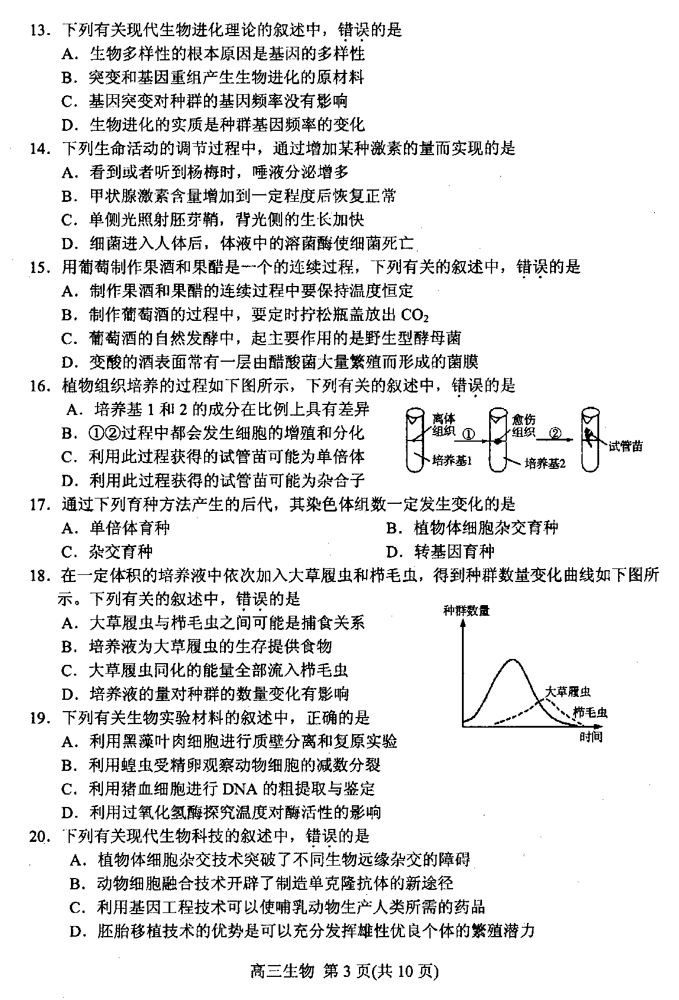 13．下列有关现代生物进化理论的叙述中，错误的是
A．生物多样性的根本原因是基因的多样性
B．突变和基因重组产生生物进化的原材料
C．基因突变对种群的基因频率没有影响
D．生物进化的实质是种群基因频率的变化
14．下列生命活动的调节过程中，通过增加某种激素的量而实现的是
A．看到或者听到杨梅时，唾液分泌增多
B．甲状腺激素含量增加到一定程度后恢复正常
C．单侧光照射胚芽鞘，背光侧的生长加快
D．细菌进入人体后，体液中的溶菌酶使细菌死亡
15．用葡萄制作果酒和果醋是一个的连续过程，下列有关的叙述中，错误的是
A．制作果酒和果醋的连续过程中要保持温度恒定
B．制作葡萄酒的过程中，要定时拧松瓶盖放出 CO₂
C．葡萄酒的自然发酵中，起主要作用的是野生型酵母菌
D．变酸的酒表面常有一层由醋酸菌大量繁殖而形成的菌膜
16．植物组织培养的过程如下图所示，下列有关的叙述中，错误的是
A．培养基 1 和 2 的成分在比例上具有差异
B．①②过程中都会发生细胞的增殖和分化
C．利用此过程获得的试管苗可能为单倍体
D．利用此过程获得的试管苗可能为杂合子
离体
组织
①
愈伤
组织
②
试管苗
培养基1
培养基2
17．通过下列育种方法产生的后代，其染色体组数一定发生变化的是
A．单倍体育种 B．植物体细胞杂交育种
C．杂交育种 D．转基因育种
18．在一定体积的培养液中依次加入大草履虫和栉毛虫，得到种群数量变化曲线如下图所
示。下列有关的叙述中，错误的是
A．大草履虫与栉毛虫之间可能是捕食关系
B．培养液为大草履虫的生存提供食物
C．大草履虫同化的能量全部流入栉毛虫
D．培养液的量对种群的数量变化有影响
种群数量
大草履虫
栉毛虫
时间
19．下列有关生物实验材料的叙述中，正确的是
A．利用黑藻叶肉细胞进行质壁分离和复原实验
B．利用蝗虫受精卵观察动物细胞的减数分裂
C．利用猪血细胞进行 DNA 的粗提取与鉴定
D．利用过氧化氢酶探究温度对酶活性的影响
20．下列有关现代生物科技的叙述中，错误的是
A．植物体细胞杂交技术突破了不同生物远缘杂交的障碍
B．动物细胞融合技术开辟了制造单克隆抗体的新途径
C．利用基因工程技术可以使哺乳动物生产人类所需的药品
D．胚胎移植技术的优势是可以充分发挥雄性优良个体的繁殖潜力
高三生物 第 3 页(共 10 页)